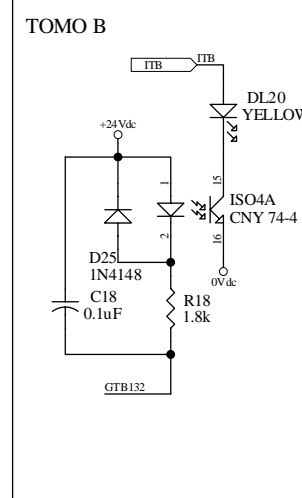 TOMO B
ITB
ITB
DL20
YELLOW
+24Vdc
15
1
ISO4A
CNY 74-4
2
16
0Vdc
D25
1N4148
C18
0.1uF
R18
1.8k
GTB132